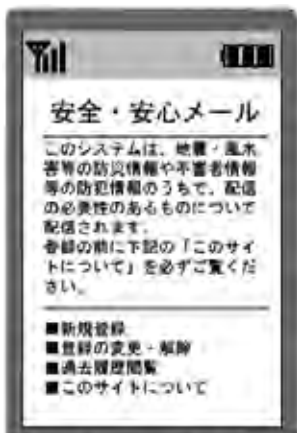 安全・安心メール
このシステムは、地震・風水
害等の防災情報や不審者情報
等の防犯情報のうちで、配信
の必要性のあるものについて
配信されます。
登録の前に下記の「このサイ
トについて」を必ずご覧くだ
さい。
■新規登録
■登録の変更・解除
■過去履歴閲覧
■このサイトについて